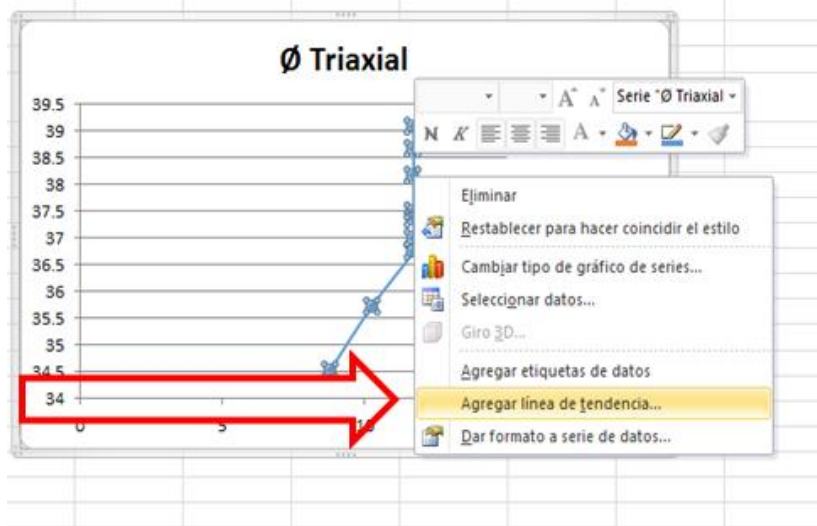 Ø Triaxial
39.5
39
38.5
38
37.5
37
36.5
36
35.5
35
34.5
34
0
5
10
A A Serie "Ø Triaxial
N K A
Eliminar
Restablecer para hacer coincidir el estilo
Cambiar tipo de gráfico de series...
Seleccionar datos...
Giro 3D...
Agregar etiquetas de datos
Agregar línea de tendencia...
Dar formato a serie de datos...